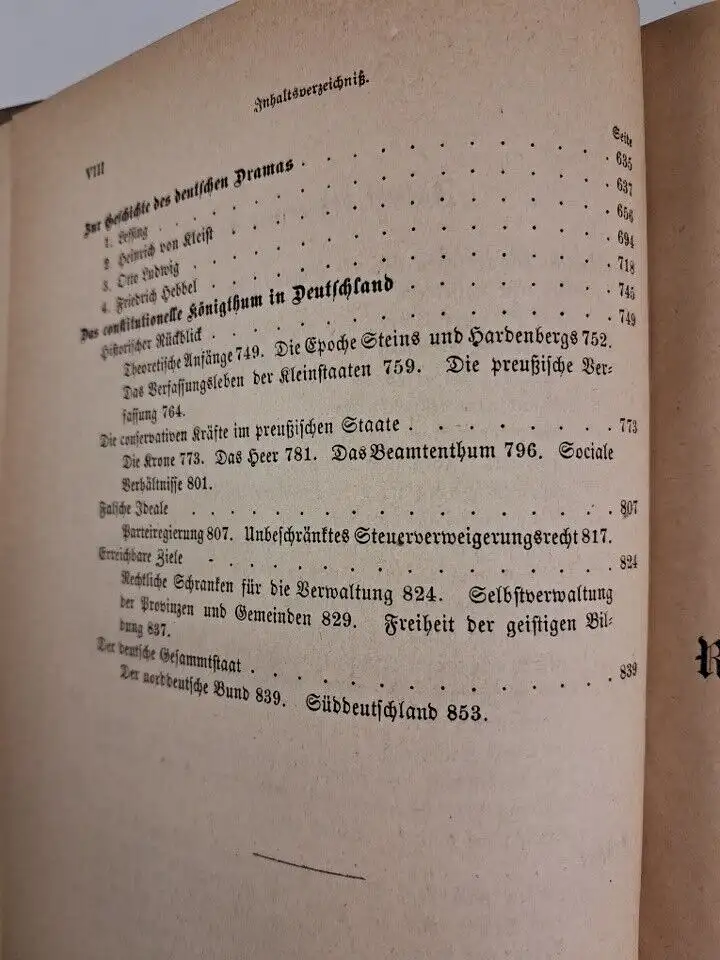 Inhaltsverzeichniß.
VIII
Seite
Zur Geschichte des deutschen Dramas . . . . . . . . . 635
1. Lessing . . . . . . . . . . . . . 637
2. Heinrich von Kleist . . . . . . . . . . . 656
3. Otto Ludwig . . . . . . . . . . . . 694
4. Friedrich Hebbel . . . . . . . . . . . 718
Das constitutionelle Königthum in Deutschland . . . . . . 745
Historischer Rückblick . . . . . . . . . . . 749
Theoretische Anfänge 749. Die Epoche Steins und Hardenbergs 752.
Das Verfassungsleben der Kleinstaaten 759. Die preußische Ver-
fassung 764.
Die conservativen Kräfte im preußischen Staate . . . . . . 773
Die Krone 773. Das Heer 781. Das Beamtenthum 796. Sociale
Verhältnisse 801.
Falsche Ideale . . . . . . . . . . . . 807
Parteiregierung 807. Unbeschränktes Steuerverweigerungsrecht 817.
Erreichbare Ziele . . . . . . . . . . . 824
Rechtliche Schranken für die Verwaltung 824. Selbstverwaltung
der Provinzen und Gemeinden 829. Freiheit der geistigen Bil-
dung 837.
Der deutsche Gesammtstaat . . . . . . . . . . 839
Der norddeutsche Bund 839. Süddeutschland 853.
R